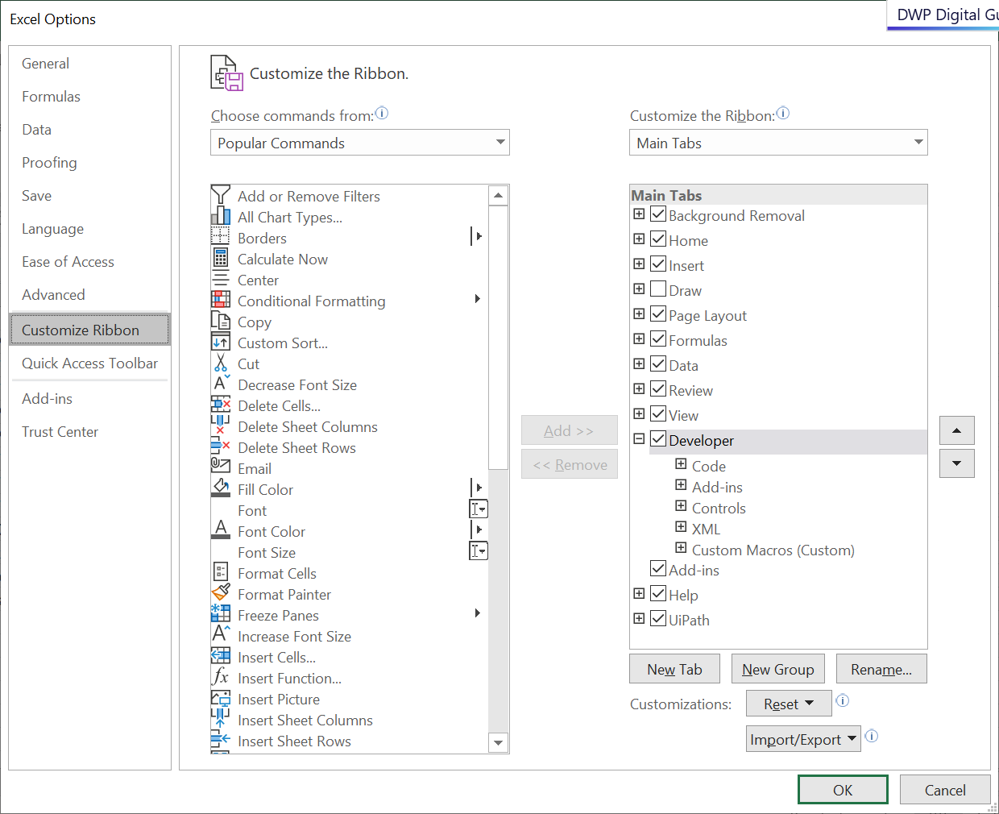 Excel Options
DWP Digital Gu
General
Formulas
Data
Proofing
Save
Language
Ease of Access
Advanced
Customize Ribbon
Quick Access Toolbar
Add-ins
Trust Center
Customize the Ribbon.
Choose commands from:
Popular Commands
Add or Remove Filters
All Chart Types...
Borders
Calculate Now
Center
Conditional Formatting
Copy
Custom Sort...
Cut
Decrease Font Size
Delete Cells...
Delete Sheet Columns
Delete Sheet Rows
Email
Fill Color
Font
Font Color
Font Size
Format Cells
Format Painter
Freeze Panes
Increase Font Size
Insert Cells...
Insert Function...
Insert Picture
Insert Sheet Columns
Insert Sheet Rows
Add >>
<< Remove
Customize the Ribbon:
Main Tabs
Main Tabs
Background Removal
Home
Insert
Draw
Page Layout
Formulas
Data
Review
View
Developer
Code
Add-ins
Controls
XML
Custom Macros (Custom)
Add-ins
Help
UiPath
New Tab
New Group
Rename...
Customizations:
Reset
Import/Export
OK
Cancel